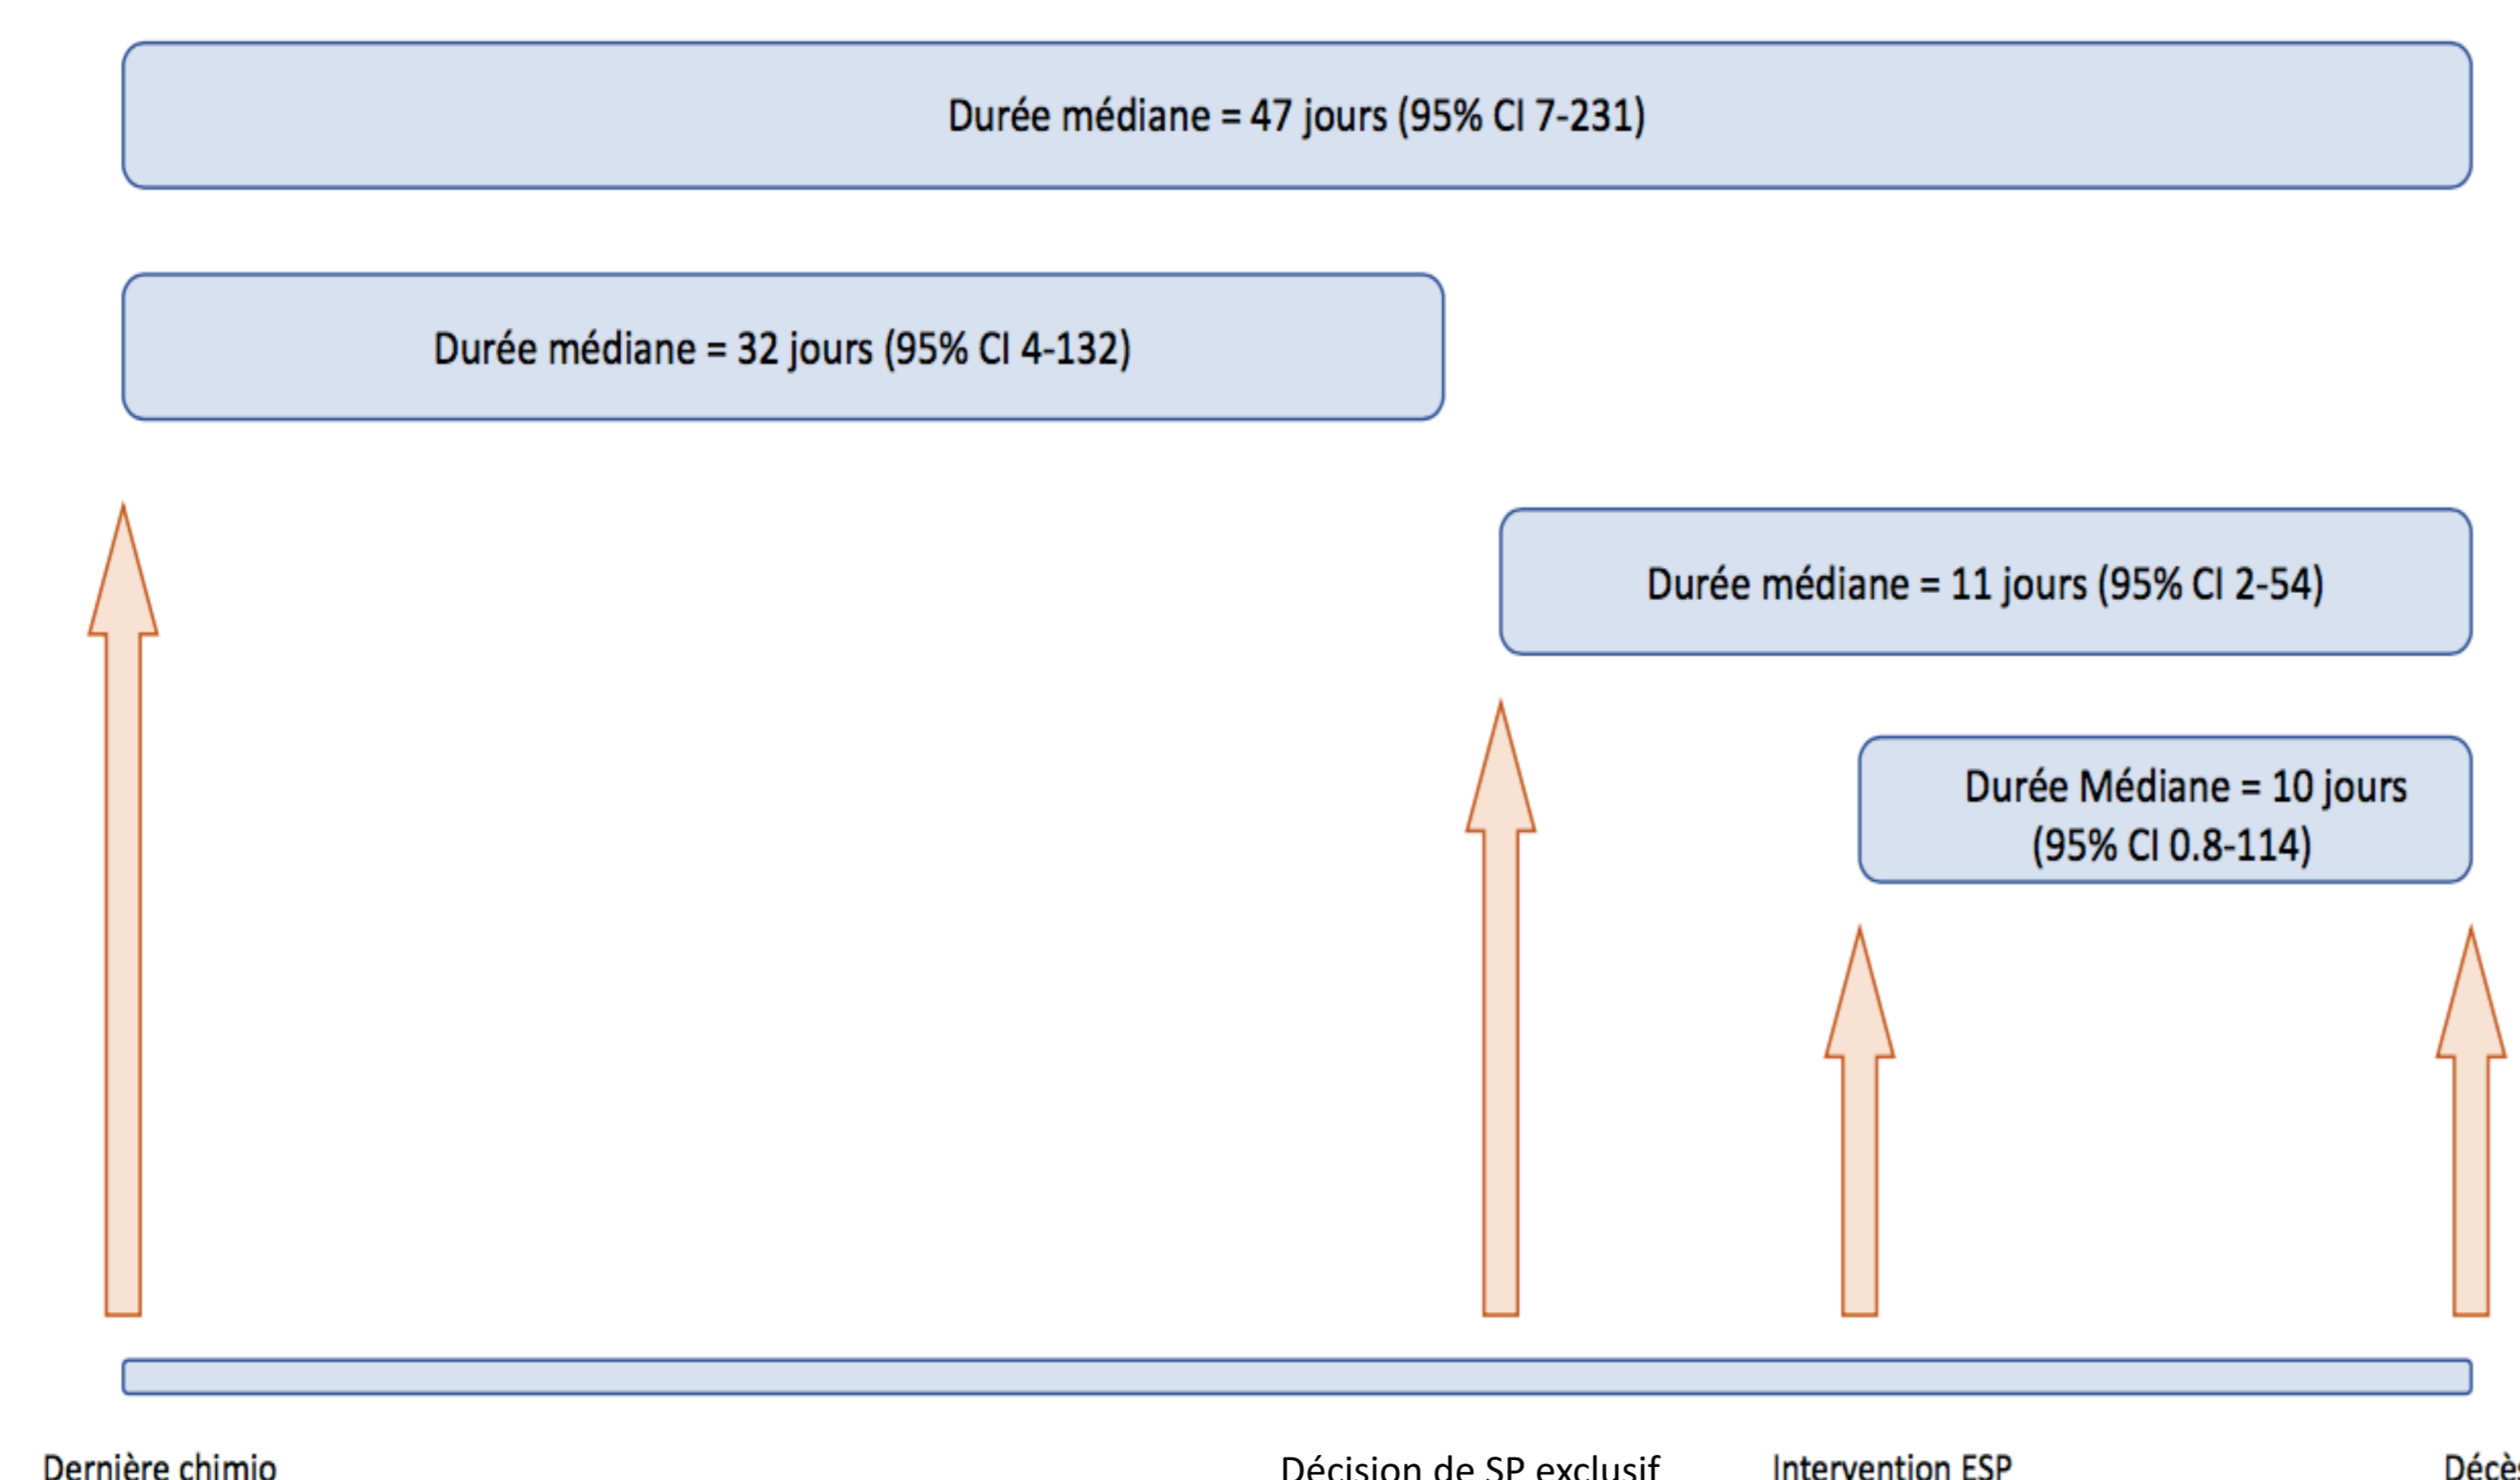 Durée médiane = 47 jours (95% CI 7-231)
Durée médiane = 32 jours (95% CI 4-132)
Durée médiane = 11 jours (95% CI 2-54)
Durée Médiane = 10 jours
(95% CI 0.8-114)
Dernière chimio
Décision de SP exclusif
Intervention ESP